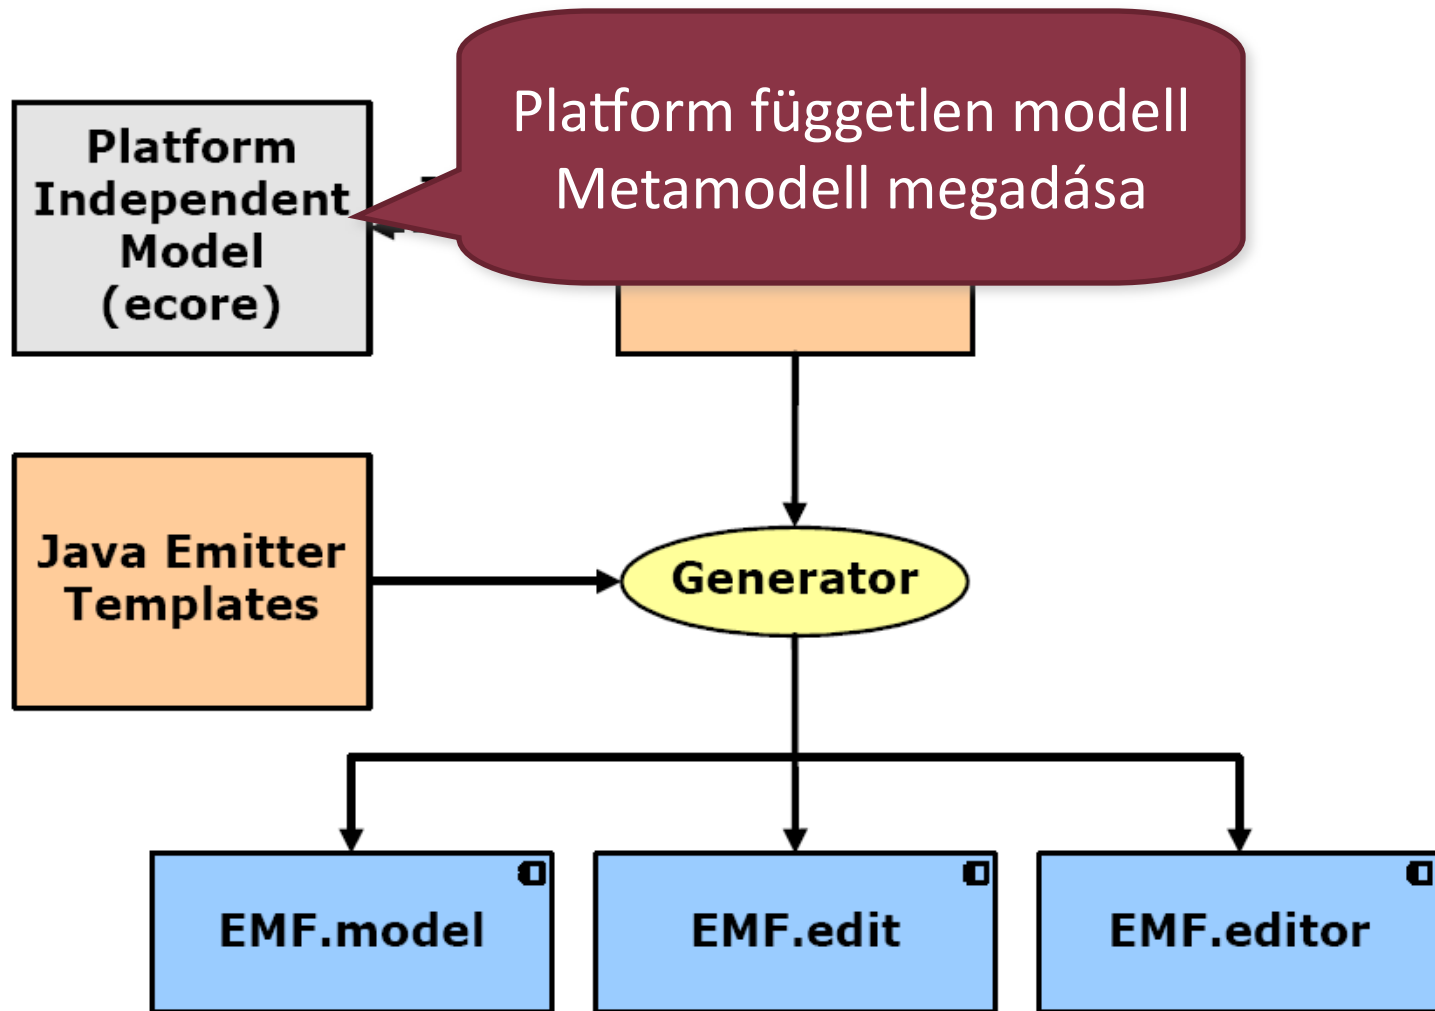 Platform
Independent
Model
(ecore)
Platform független modell
Metamodell megadása
Java Emitter
Templates
Generator
EMF.model
EMF.edit
EMF.editor